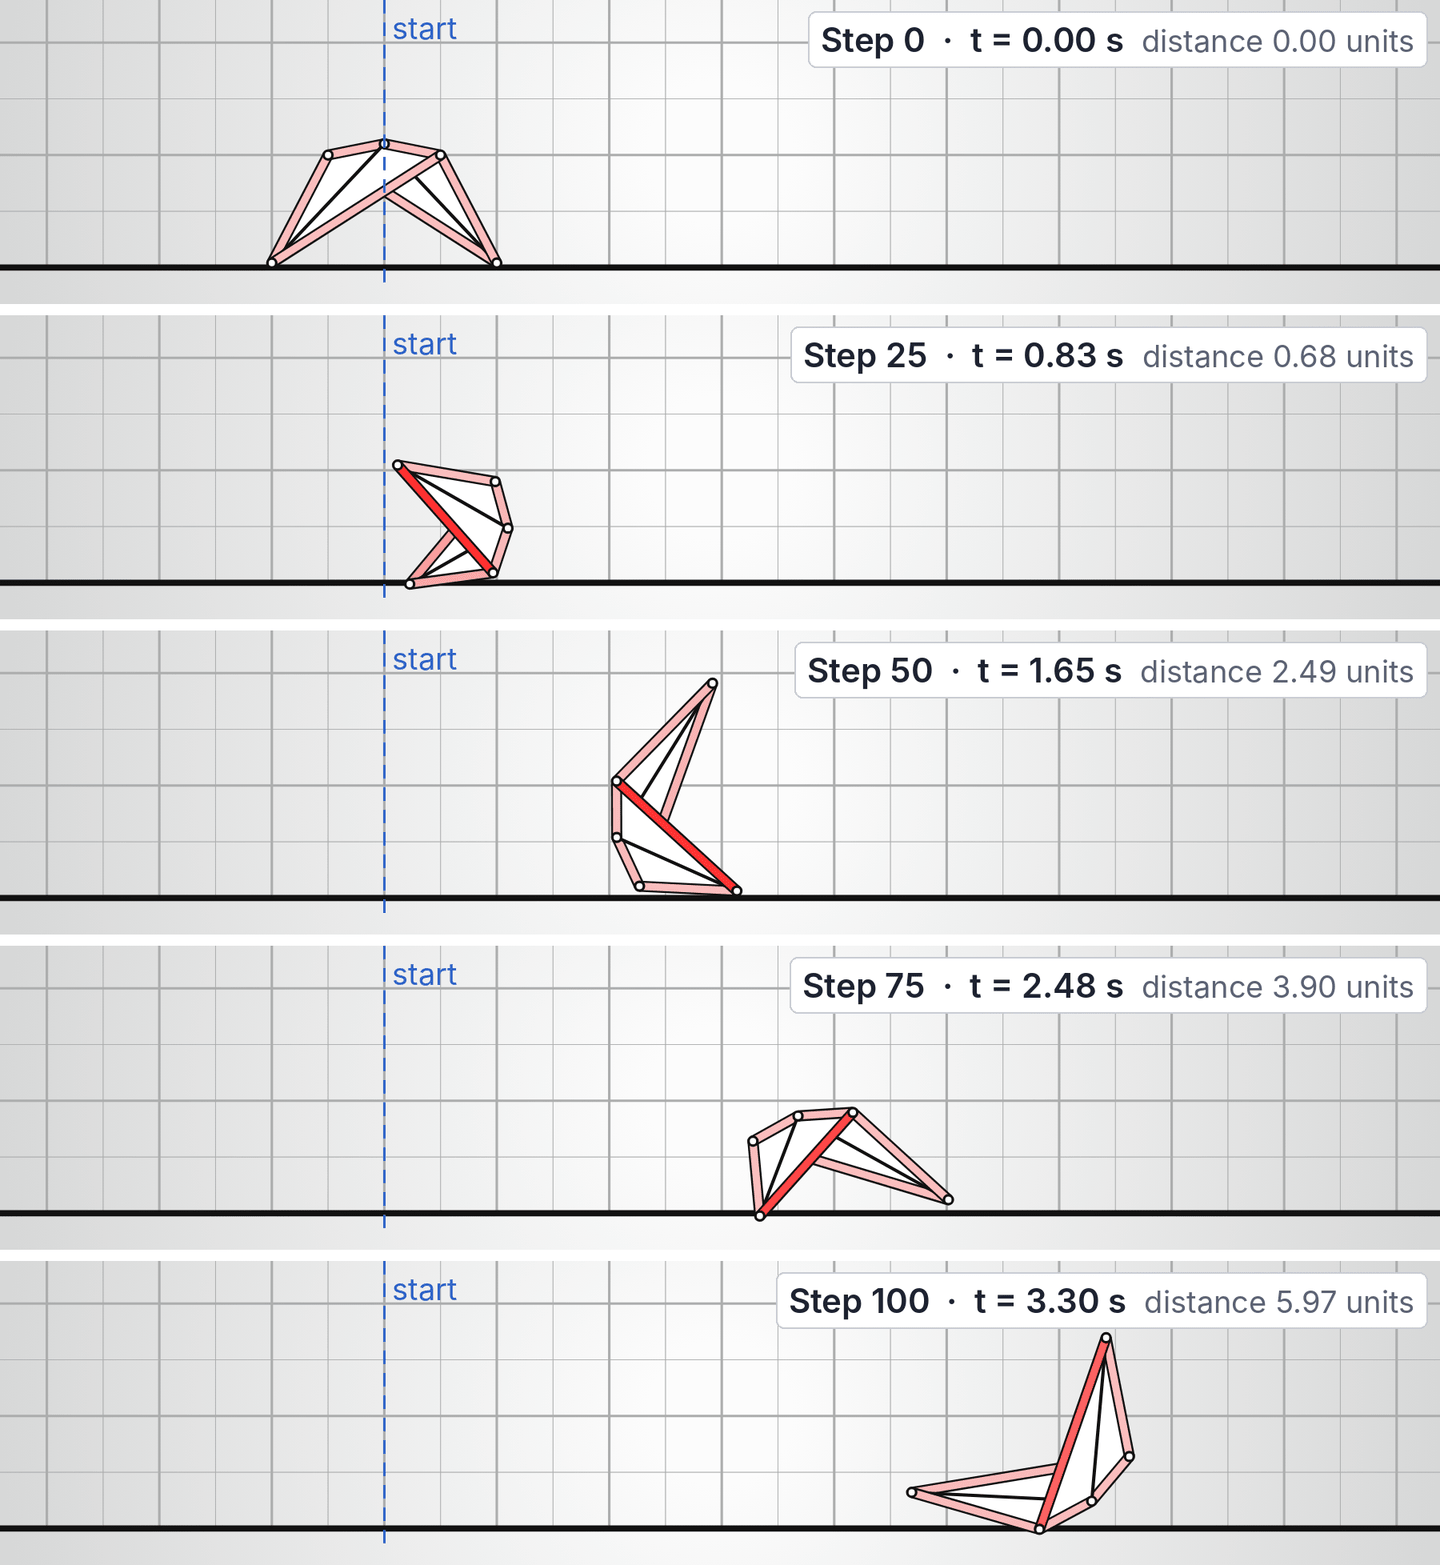 start
Step 0 · t = 0.00 s distance 0.00 units
start
Step 25 · t = 0.83 s distance 0.68 units
start
Step 50 · t = 1.65 s distance 2.49 units
start
Step 75 · t = 2.48 s distance 3.90 units
start
Step 100 · t = 3.30 s distance 5.97 units